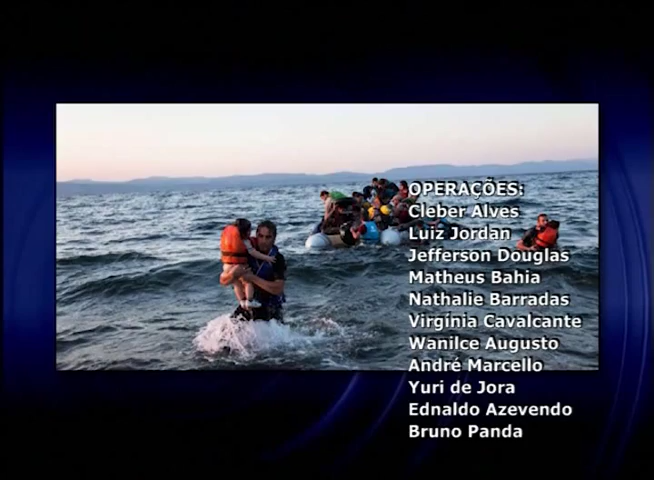 OPERAÇÕES:
Cleber Alves
Luiz Jordan
Jefferson Douglas
Matheus Bahia
Nathalie Barradas
Virgínia Cavalcante
Wanilce Augusto
André Marcello
Yuri de Jora
Ednaldo Azevendo
Bruno Panda